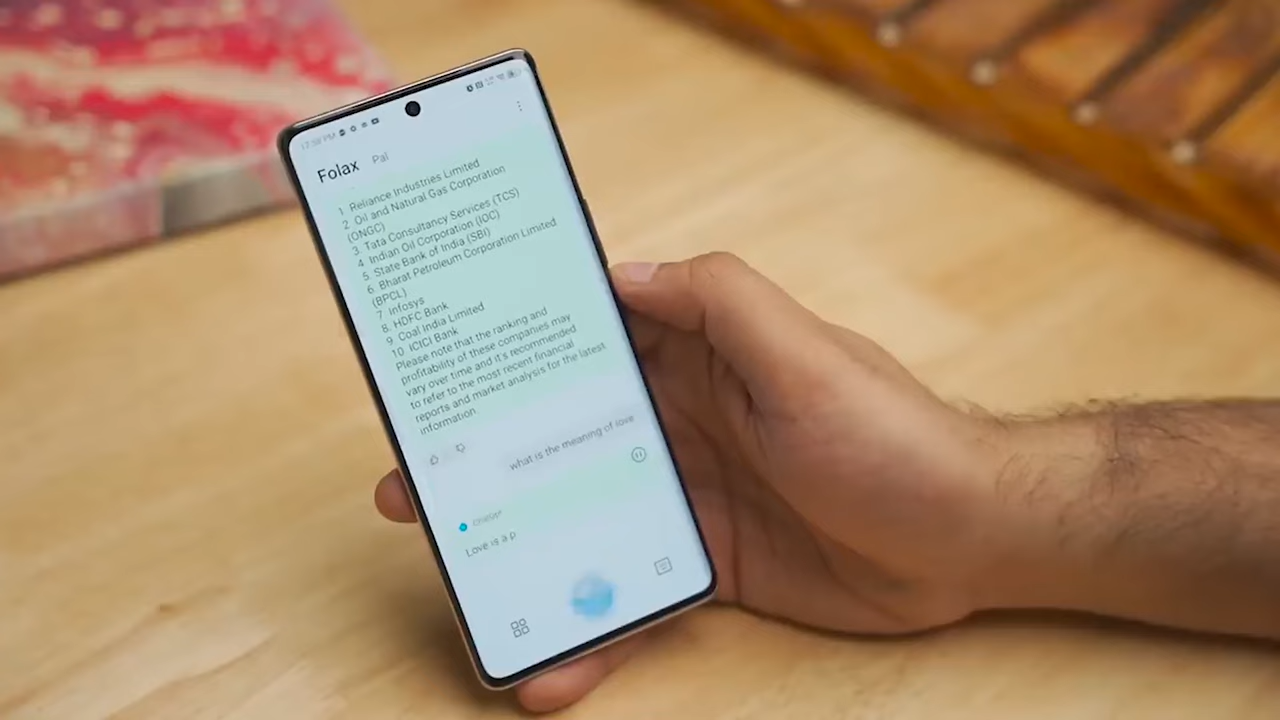 17:59 PM
Folax Pal
1 Reliance Industries Limited
2 Oil and Natural Gas Corporation
(ONGC)
3 Tata Consultancy Services (TCS)
4 Indian Oil Corporation (IOC)
5 State Bank of India (SBI)
6 Bharat Petroleum Corporation Limited
(BPCL)
7 Infosys
8 HDFC Bank
9 Coal India Limited
10 ICICI Bank
Please note that the ranking and
profitability of these companies may
vary over time and it's recommended
to refer to the most recent financial
reports and market analysis for the latest
information.
what is the meaning of love
Love is a p